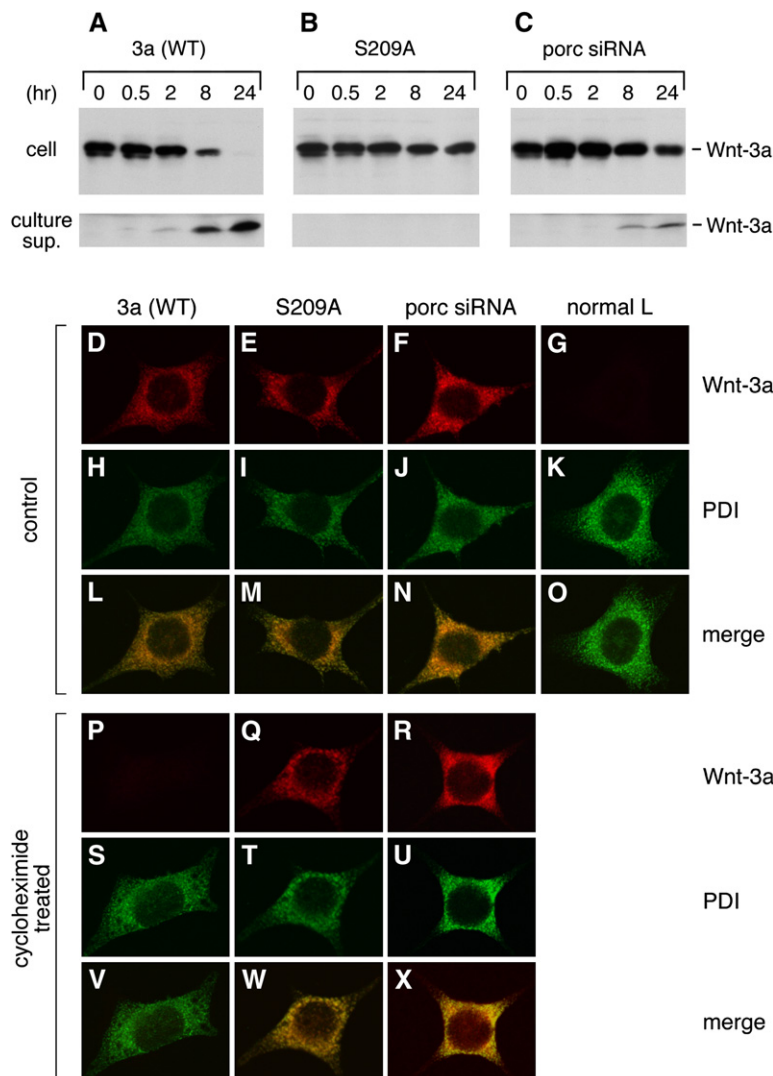 A B C
3a (WT) S209A porc siRNA
(hr) 0 0.5 2 8 24 0 0.5 2 8 24 0 0.5 2 8 24
cell Wnt-3a
culture sup. Wnt-3a
3a (WT) S209A porc siRNA normal L
D E F G Wnt-3a
control
H I J K PDI
L M N O merge
P Q R Wnt-3a
cycloheximide treated
S T U PDI
V W X merge